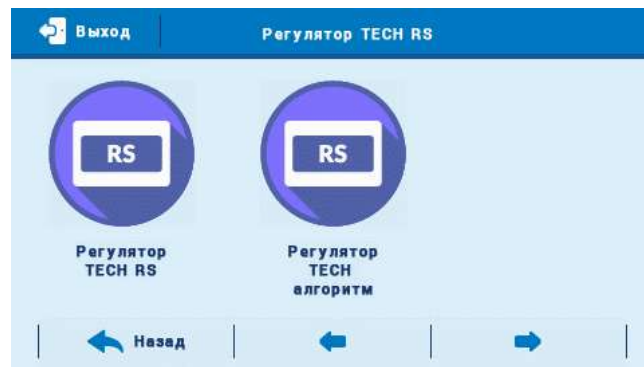 Выход
Регулятор TECH RS
RS
RS
Регулятор
TECH RS
Регулятор
TECH
алгоритм
Назад